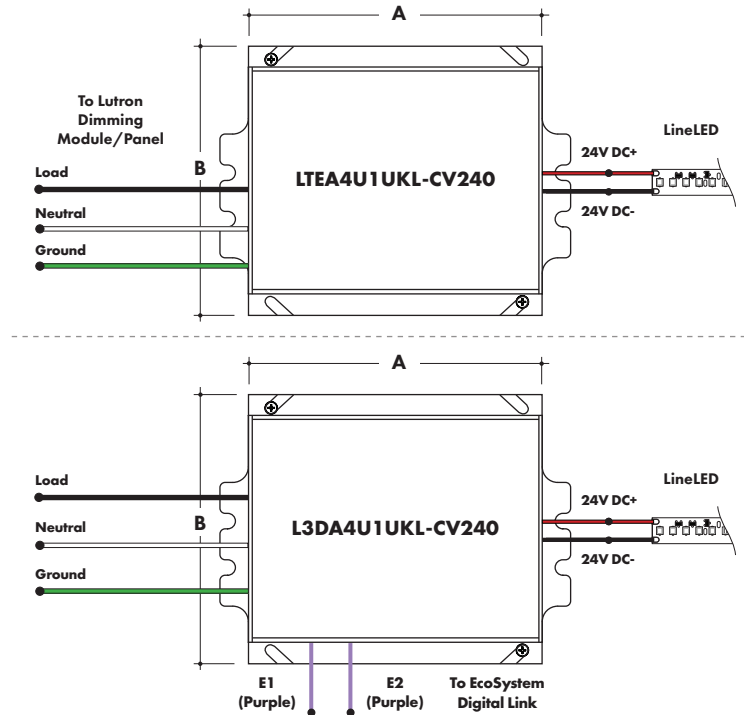 A
To Lutron
Dimming
Module/Panel
LineLED
B
24V DC+
Load
LTEA4U1UKL-CV240
24V DC-
Neutral
Ground
A
Load
LineLED
24V DC+
Neutral
B
L3DA4U1UKL-CV240
24V DC-
Ground
E1
(Purple)
E2
(Purple)
To EcoSystem
Digital Link